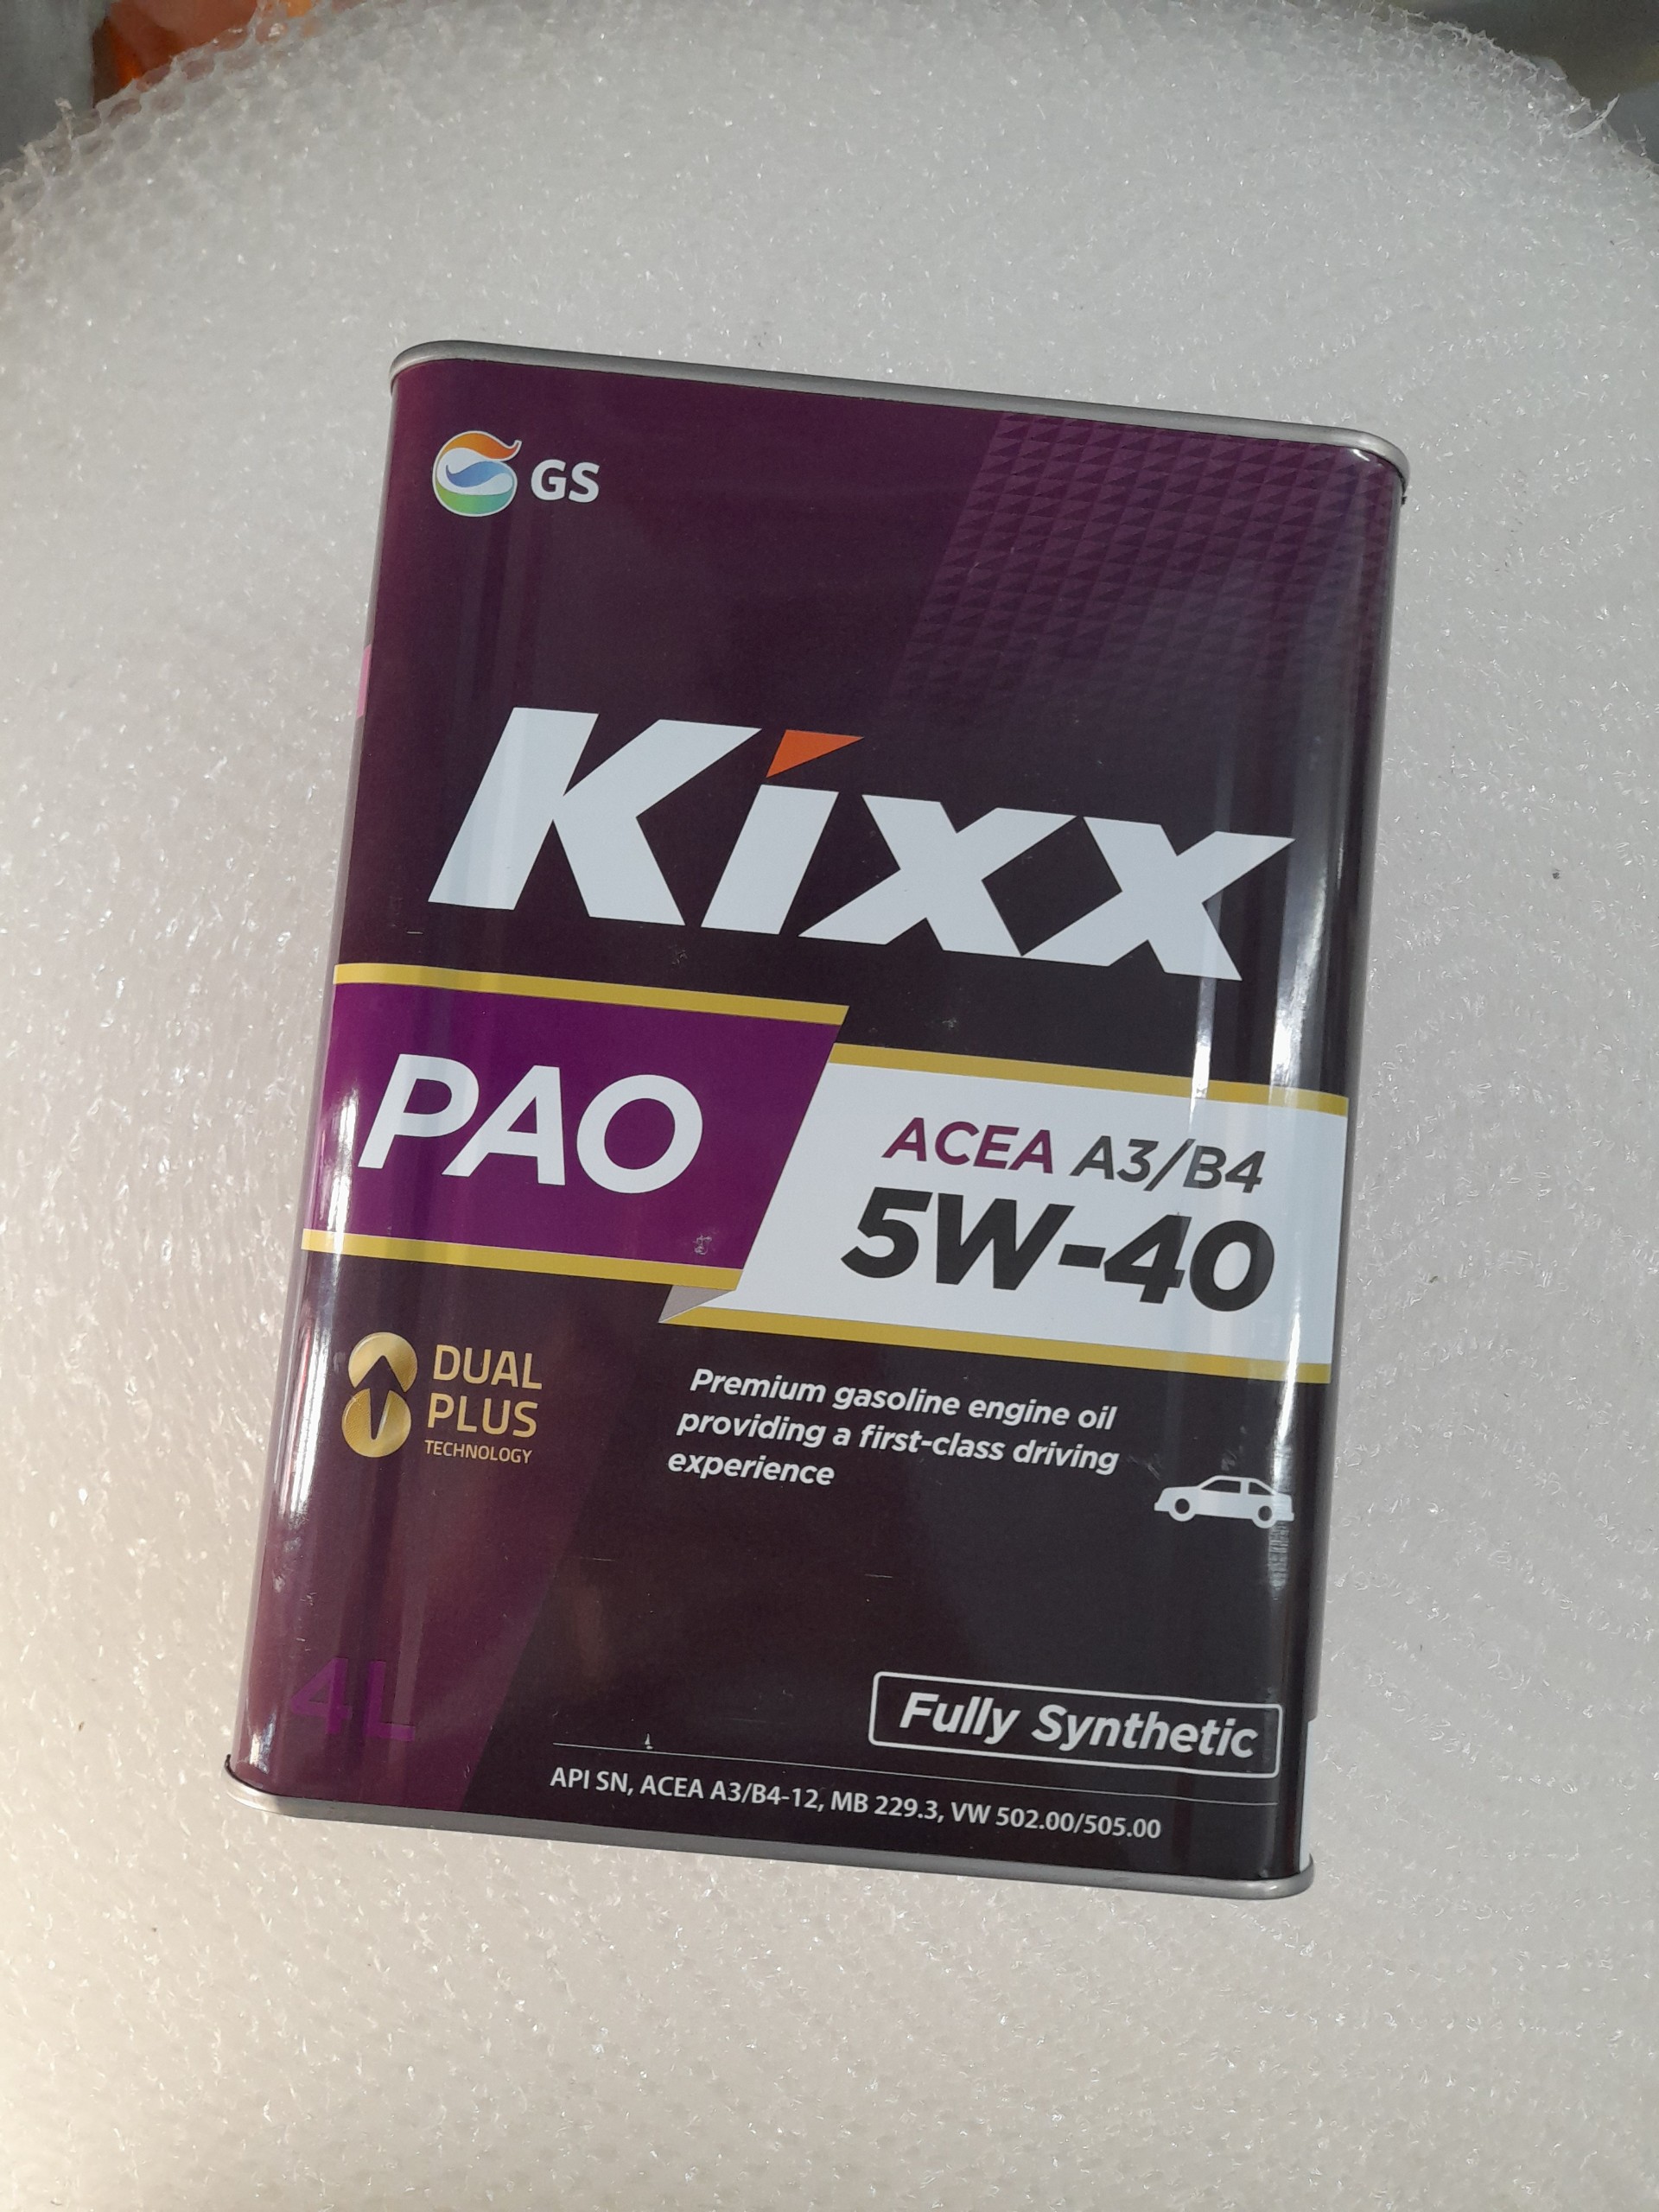 GS
Kixx
PAO
ACEA A3/B4
5W-40
DUAL
PLUS
TECHNOLOGY
Premium gasoline engine oil
providing a first-class driving
experience
4L
Fully Synthetic
API SN, ACEA A3/B4-12, MB 229.3, VW 502.00/505.00